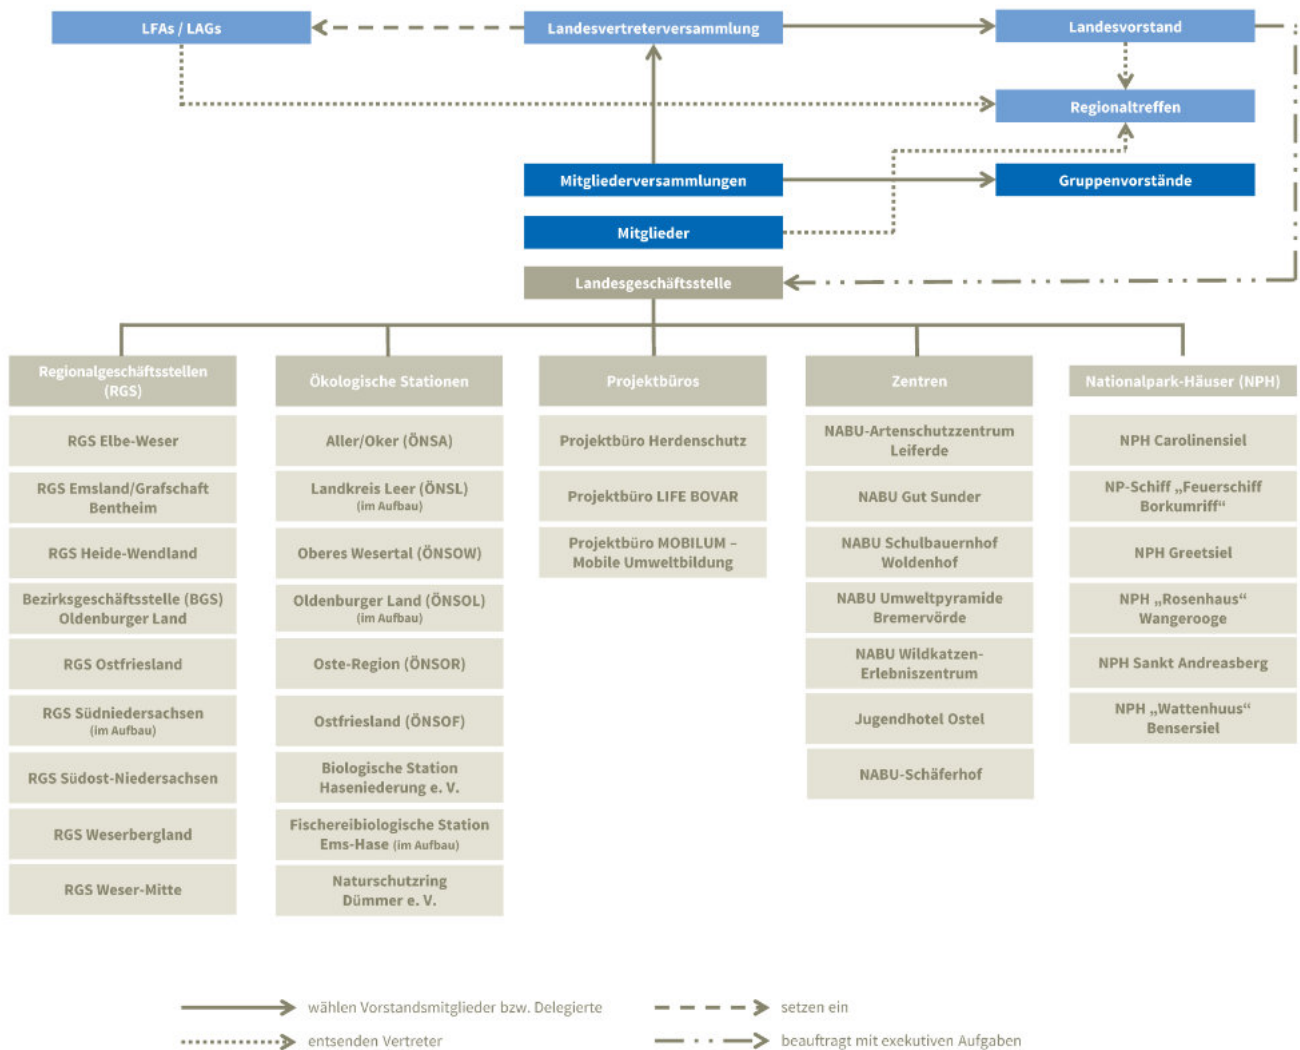 LFAs / LAGs
Landesvertreterversammlung
Landesvorstand
Regionaltreffen
Mitgliederversammlungen
Gruppenvorstände
Mitglieder
Landesgeschäftsstelle
Regionalgeschäftsstellen
(RGS)
RGS Elbe-Weser
RGS Emsland/Grafschaft
Bentheim
RGS Heide-Wendland
Bezirksgeschäftsstelle (BGS)
Oldenburger Land
RGS Ostfriesland
RGS Südniedersachsen
(im Aufbau)
RGS Südost-Niedersachsen
RGS Weserbergland
RGS Weser-Mitte
Ökologische Stationen
Aller/Oker (ÖNSA)
Landkreis Leer (ÖNSL)
(im Aufbau)
Oberes Wesertal (ÖNSOW)
Oldenburger Land (ÖNSOL)
(im Aufbau)
Oste-Region (ÖNSOR)
Ostfriesland (ÖNSOF)
Biologische Station
Haseniederung e. V.
Fischereibiologische Station
Ems-Hase (im Aufbau)
Naturschutzring
Dümmer e. V.
Projektbüros
Projektbüro Herdenschutz
Projektbüro LIFE BOVAR
Projektbüro MOBILUM –
Mobile Umweltbildung
Zentren
NABU-Artenschutzzentrum
Leiferde
NABU Gut Sunder
NABU Schulbauernhof
Woldenhof
NABU Umweltpyramide
Bremervörde
NABU Wildkatzen-
Erlebniszentrum
Jugendhotel Ostel
NABU-Schäferhof
Nationalpark-Häuser (NPH)
NPH Carolinensiel
NP-Schiff „Feuerschiff
Borkumriff“
NPH Greetsiel
NPH „Rosenhaus“
Wangerooge
NPH Sankt Andreasberg
NPH „Wattenhuus“
Bensersiel
wählen Vorstandsmitglieder bzw. Delegierte
setzen ein
entsenden Vertreter
beauftragt mit exekutiven Aufgaben